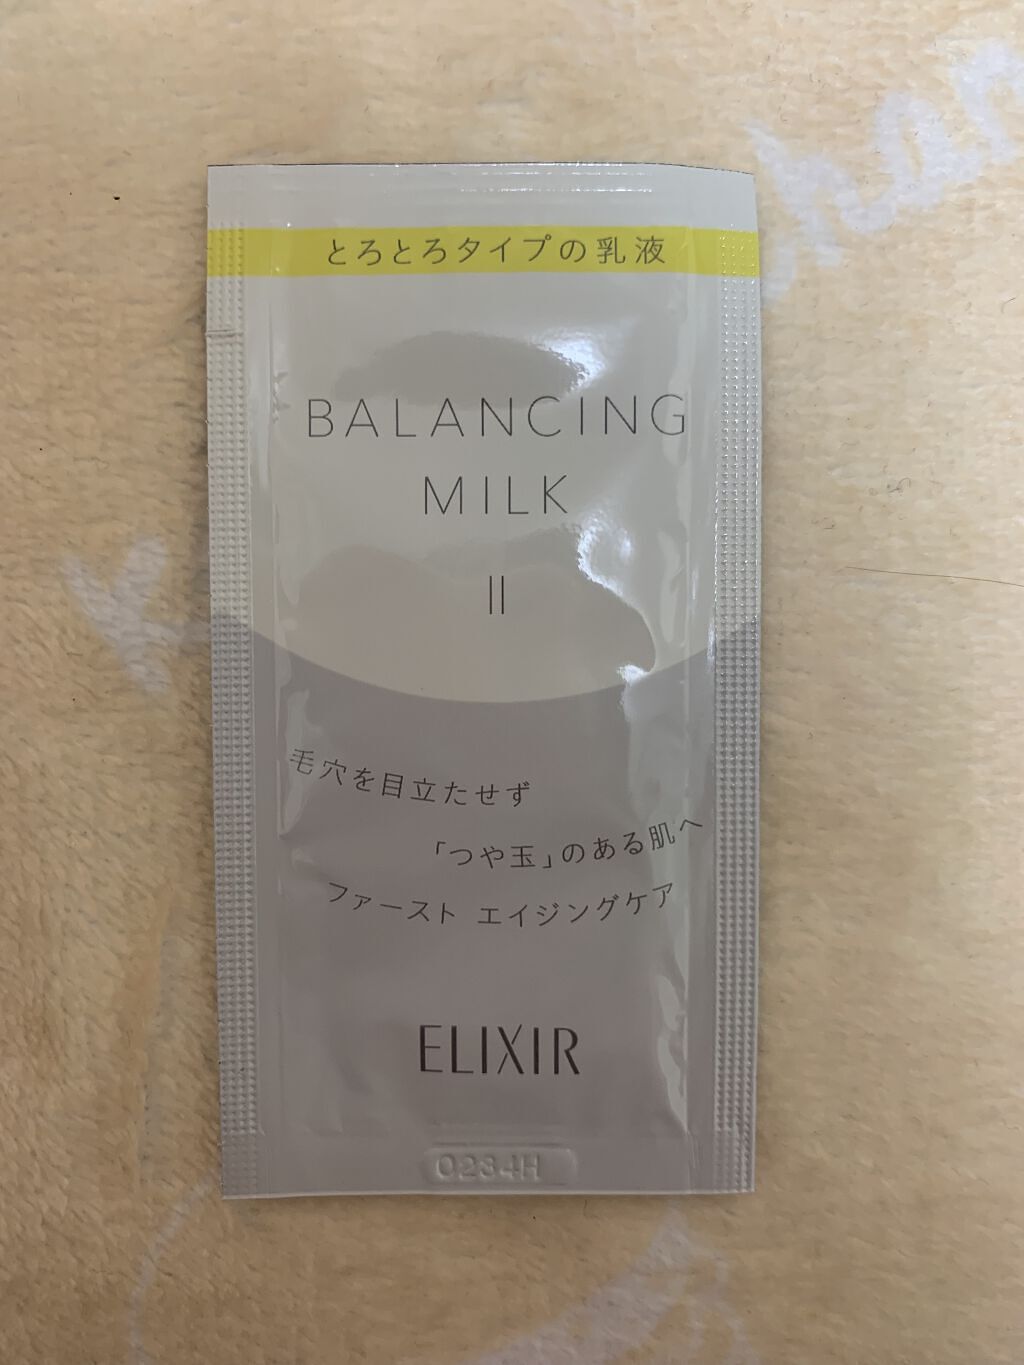 とろとろタイプの乳液
BALANCING
MILK
II
毛穴を目立たせず
「つや玉」のある肌へ
ファースト エイジングケア
ELIXIR
0234H